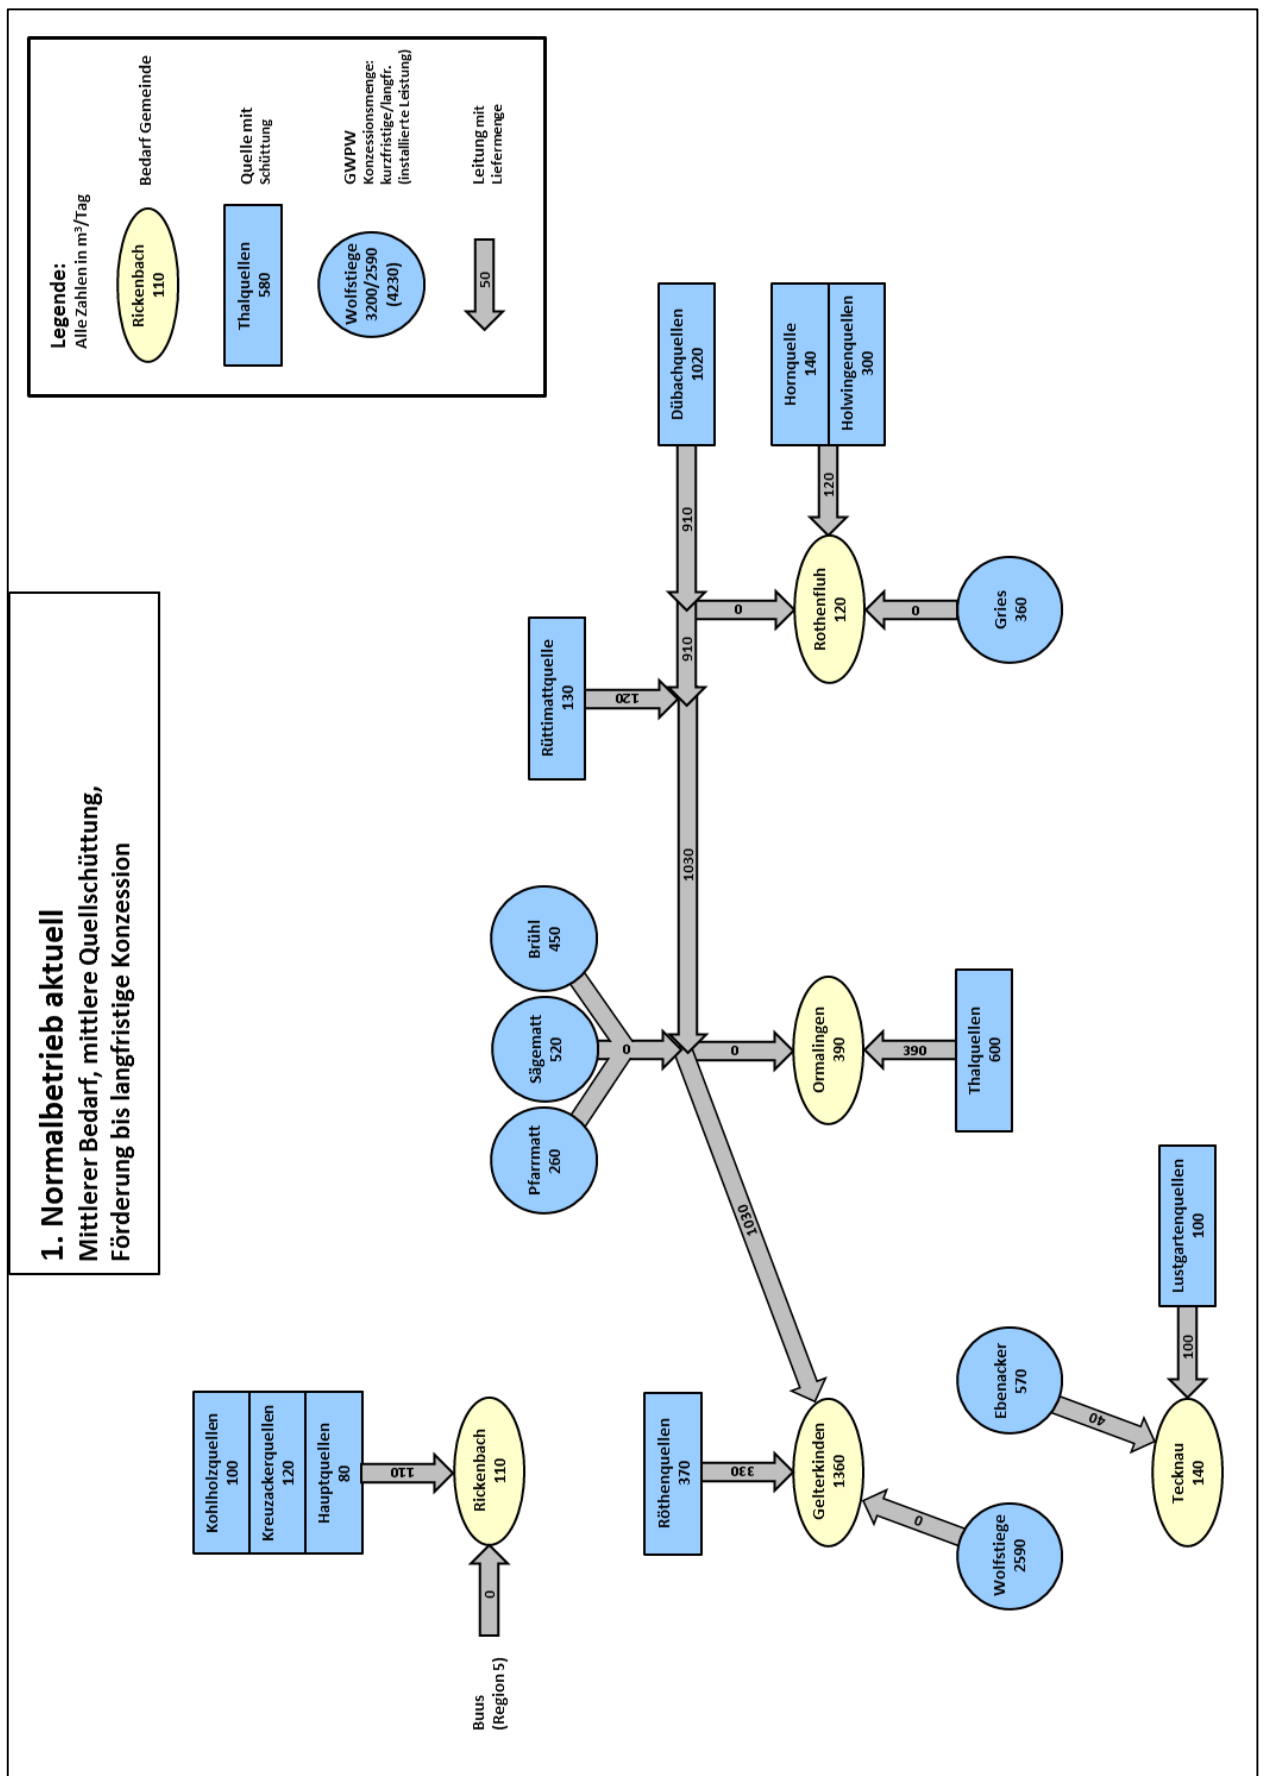 1. Normalbetrieb aktuell
Mittlerer Bedarf, mittlere Quellschüttung,
Förderung bis langfristige Konzession
Legende:
Alle Zahlen in m³/Tag
Rickenbach
110
Bedarf Gemeinde
Thalquellen
580
Quelle mit
Schüttung
Wolfstiege
3200/2590
(4230)
GWPW
Konzessionsmenge:
kurzfristige/langfr.
(installierte Leistung)
50
Leitung mit
Liefermenge
Kohlholzquellen
100
Kreuzackerquellen
120
Hauptquellen
80
110
Buus
(Region 5)
0
Rickenbach
110
Pfarrmatt
260
Sägematt
520
Brühl
450
0
Rüttimattquelle
130
120
Dübachquellen
1020
910
910
1030
1030
Röthenquellen
370
330
Gelterkinden
1360
0
Wolfstiege
2590
0
Ormalingen
390
390
Thalquellen
600
0
Rothenfluh
120
120
Hornquelle
140
Holwingenquellen
300
0
Gries
360
Ebenacker
570
40
Tecknau
140
100
Lustgartenquellen
100